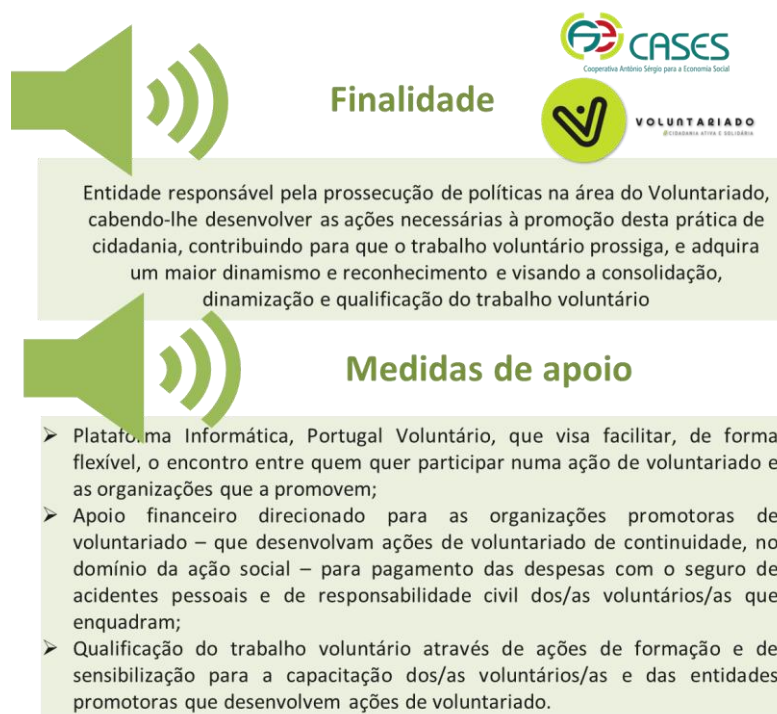 CASES
Cooperativa António Sérgio para a Economia Social
Finalidade
VOLUNTARIADO
@CIDADANIA ATIVA E SOLIDÁRIA
Entidade responsável pela prossecução de políticas na área do Voluntariado,
cabendo-lhe desenvolver as ações necessárias à promoção desta prática de
cidadania, contribuindo para que o trabalho voluntário prossiga, e adquira
um maior dinamismo e reconhecimento e visando a consolidação,
dinamização e qualificação do trabalho voluntário
Medidas de apoio
➢ Plataforma Informática, Portugal Voluntário, que visa facilitar, de forma
flexível, o encontro entre quem quer participar numa ação de voluntariado e
as organizações que a promovem;
➢ Apoio financeiro direcionado para as organizações promotoras de
voluntariado – que desenvolvam ações de voluntariado de continuidade, no
domínio da ação social – para pagamento das despesas com o seguro de
acidentes pessoais e de responsabilidade civil dos/as voluntários/as que
enquadram;
➢ Qualificação do trabalho voluntário através de ações de formação e de
sensibilização para a capacitação dos/as voluntários/as e das entidades
promotoras que desenvolvem ações de voluntariado.